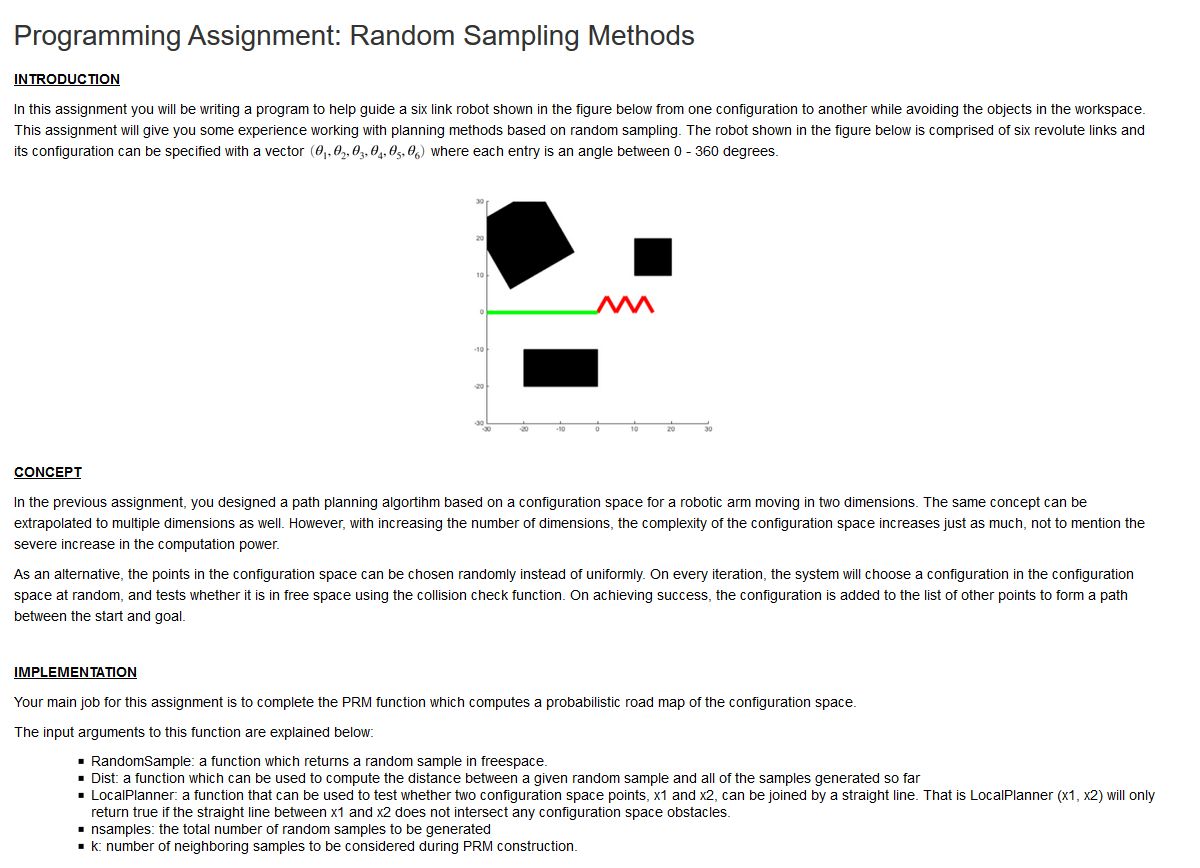 Programming Assignment: Random Sampling Methods
INTRODUCTION
In this assignment you will be writing a program to help guide a six link robot shown in the figure below from one configuration to another while avoiding the objects in the workspace.
This assignment will give you some experience working with planning methods based on random sampling. The robot shown in the figure below is comprised of six revolute links and
its configuration can be specified with a vector (θ₁, θ₂, θ₃, θ₄, θ₅, θ₆) where each entry is an angle between 0 - 360 degrees.
30
20
10
0
-10
-20
-30
-30 -20 -10 0 10 20 30
CONCEPT
In the previous assignment, you designed a path planning algortihm based on a configuration space for a robotic arm moving in two dimensions. The same concept can be
extrapolated to multiple dimensions as well. However, with increasing the number of dimensions, the complexity of the configuration space increases just as much, not to mention the
severe increase in the computation power.
As an alternative, the points in the configuration space can be chosen randomly instead of uniformly. On every iteration, the system will choose a configuration in the configuration
space at random, and tests whether it is in free space using the collision check function. On achieving success, the configuration is added to the list of other points to form a path
between the start and goal.
IMPLEMENTATION
Your main job for this assignment is to complete the PRM function which computes a probabilistic road map of the configuration space.
The input arguments to this function are explained below:
▪ RandomSample: a function which returns a random sample in freespace.
▪ Dist: a function which can be used to compute the distance between a given random sample and all of the samples generated so far
▪ LocalPlanner: a function that can be used to test whether two configuration space points, x1 and x2, can be joined by a straight line. That is LocalPlanner (x1, x2) will only
return true if the straight line between x1 and x2 does not intersect any configuration space obstacles.
▪ nsamples: the total number of random samples to be generated
▪ k: number of neighboring samples to be considered during PRM construction.